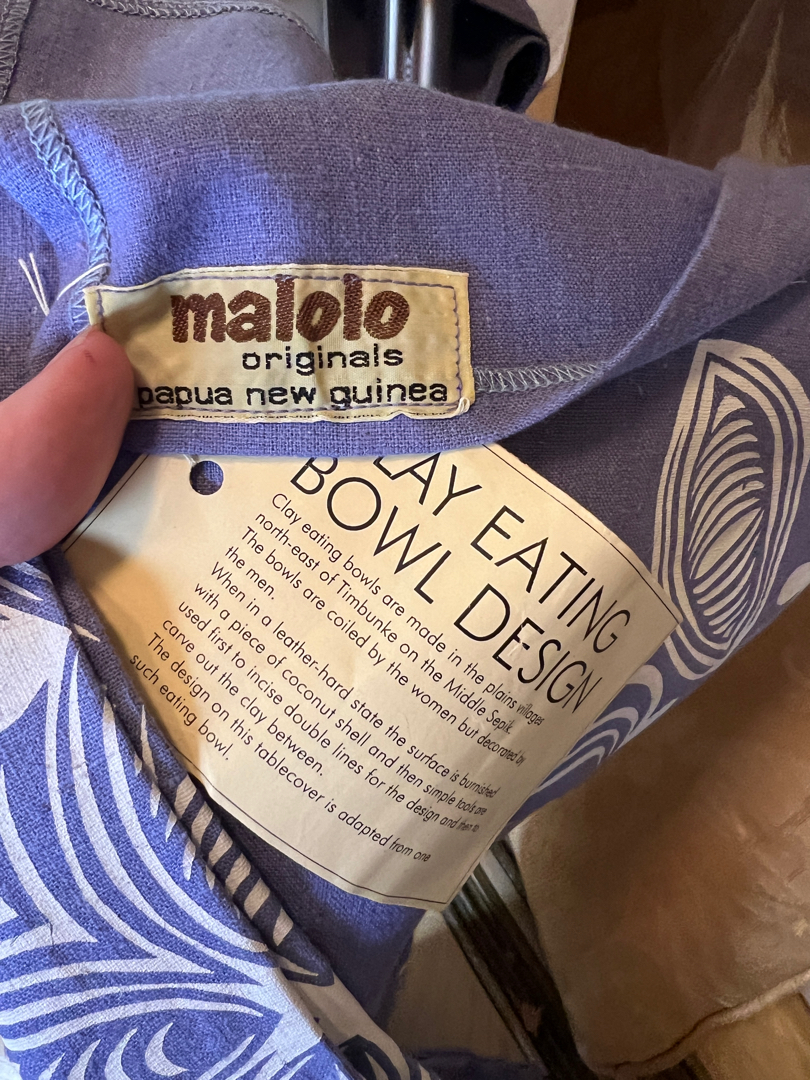 malolo
originals
papua new guinea
LAY EATING
BOWL DESIGN
Clay eating bowls are made in the plains villages
north-east of Timbunke on the Middle Sepik.
The bowls are coiled by the women but decorated by
the men.
When in a leather-hard state the surface is burnished
with a piece of coconut shell and then simple tools are
used first to incise double lines for the design and then to
carve out the clay between.
The design on this tablecover is adapted from one
such eating bowl.